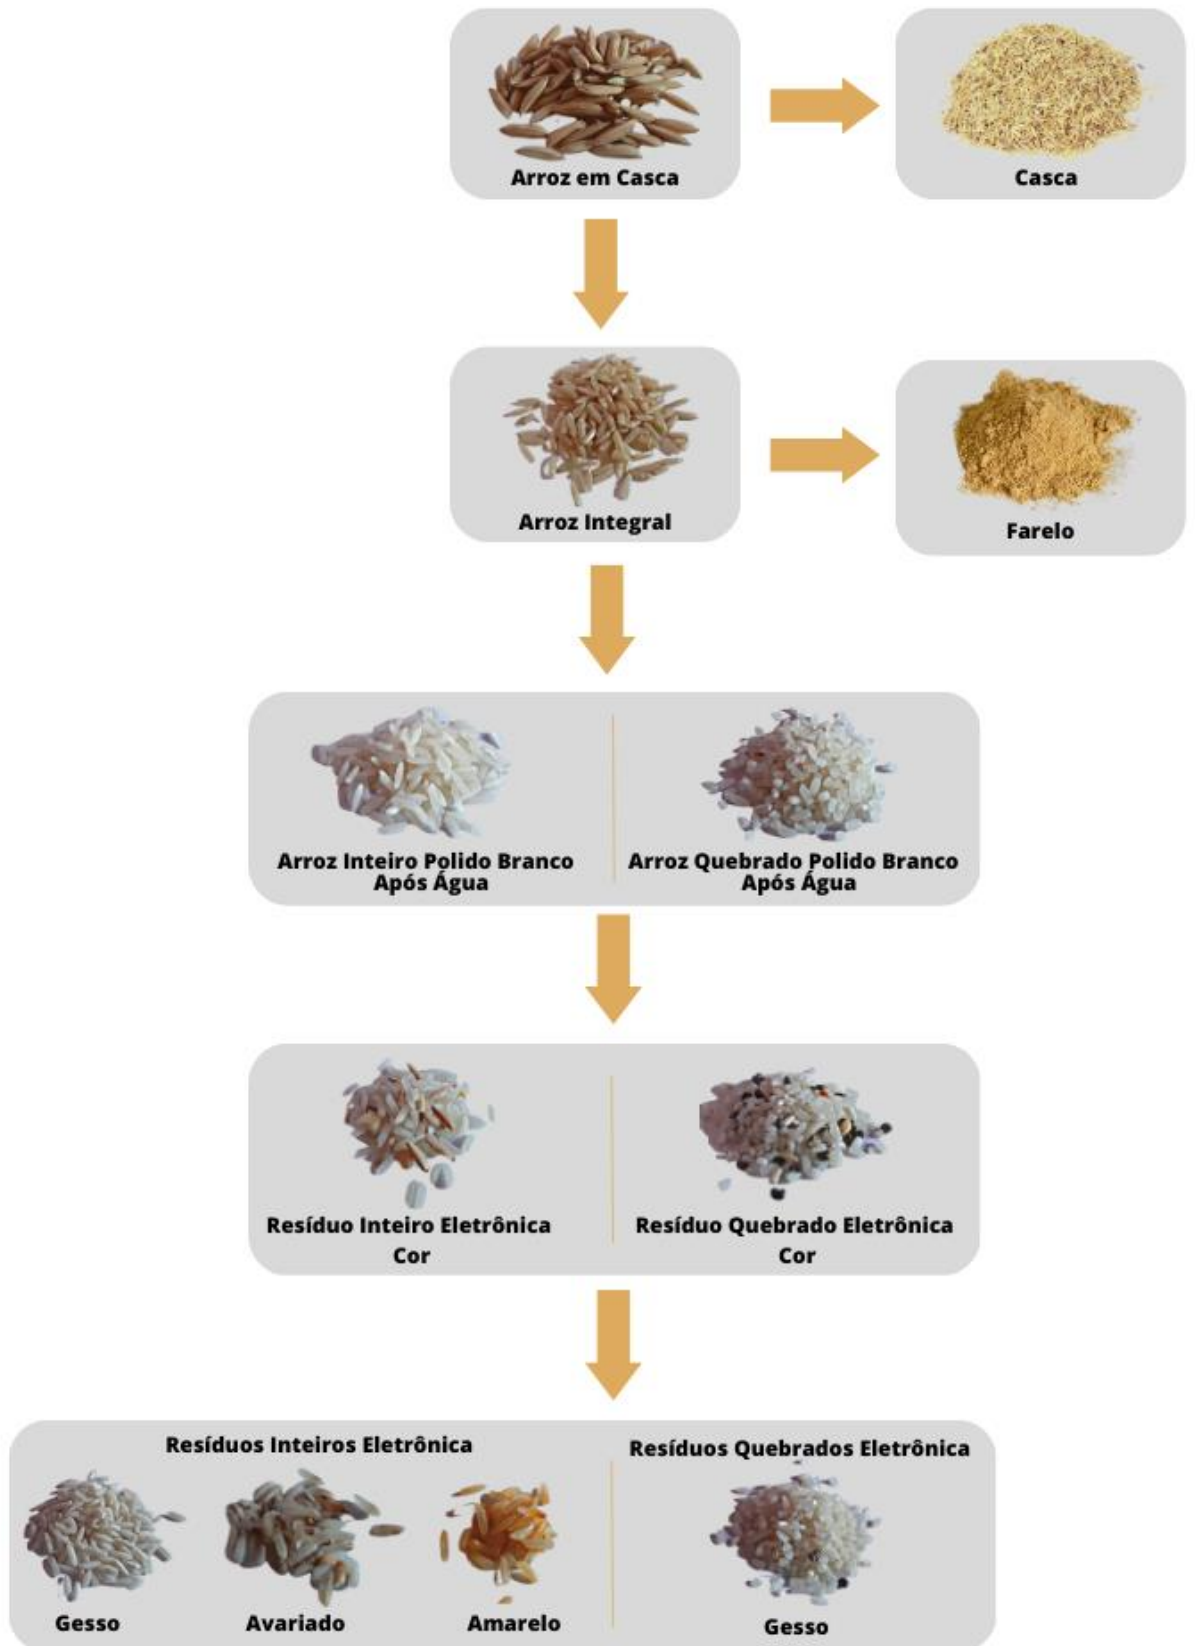 Arroz em Casca
Casca
Arroz Integral
Farelo
Arroz Inteiro Polido Branco
Após Água
Arroz Quebrado Polido Branco
Após Água
Resíduo Inteiro Eletrônica
Cor
Resíduo Quebrado Eletrônica
Cor
Resíduos Inteiros Eletrônica
Gesso
Avariado
Amarelo
Resíduos Quebrados Eletrônica
Gesso